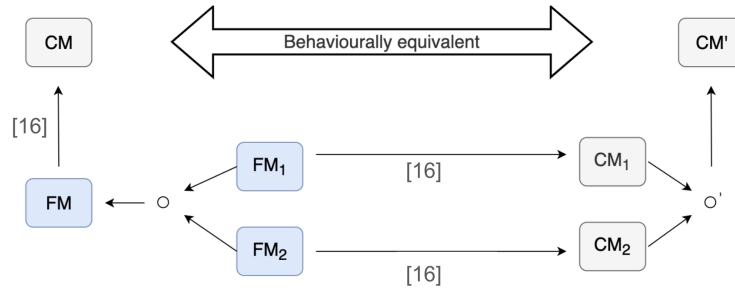 CM
Behaviourally equivalent
CM'
[16]
FM₁
[16]
CM₁
FM
○
○'
FM₂
[16]
CM₂